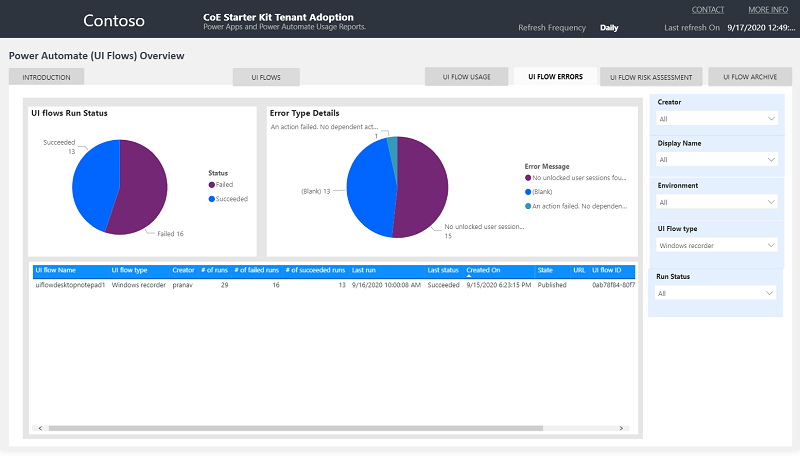 Contoso
CoE Starter Kit Tenant Adoption
Power Apps and Power Automate Usage Reports.
CONTACT
MORE INFO
Refresh Frequency
Daily
Last refresh On
9/17/2020 12:49:...
Power Automate (UI Flows) Overview
INTRODUCTION
UI FLOWS
UI FLOW USAGE
UI FLOW ERRORS
UI FLOW RISK ASSESSMENT
UI FLOW ARCHIVE
UI flows Run Status
Succeeded
13
Failed 16
Status
Failed
Succeeded
Error Type Details
An action failed. No dependent act...
1
(Blank) 13
No unlocked user session...
15
Error Message
No unlocked user sessions fou...
(Blank)
An action failed. No dependen...
Creator
All
Display Name
All
Environment
All
UI Flow type
Windows recorder
Run Status
All
UI flow Name UI flow type Creator # of runs # of failed runs # of succeeded runs Last run Last status Created On State URL UI flow ID
uiflowdesktopnotepad1 Windows recorder pranav 29 16 13 9/16/2020 10:00:08 AM Succeeded 9/15/2020 6:23:15 PM Published 0ab78f84-80f7